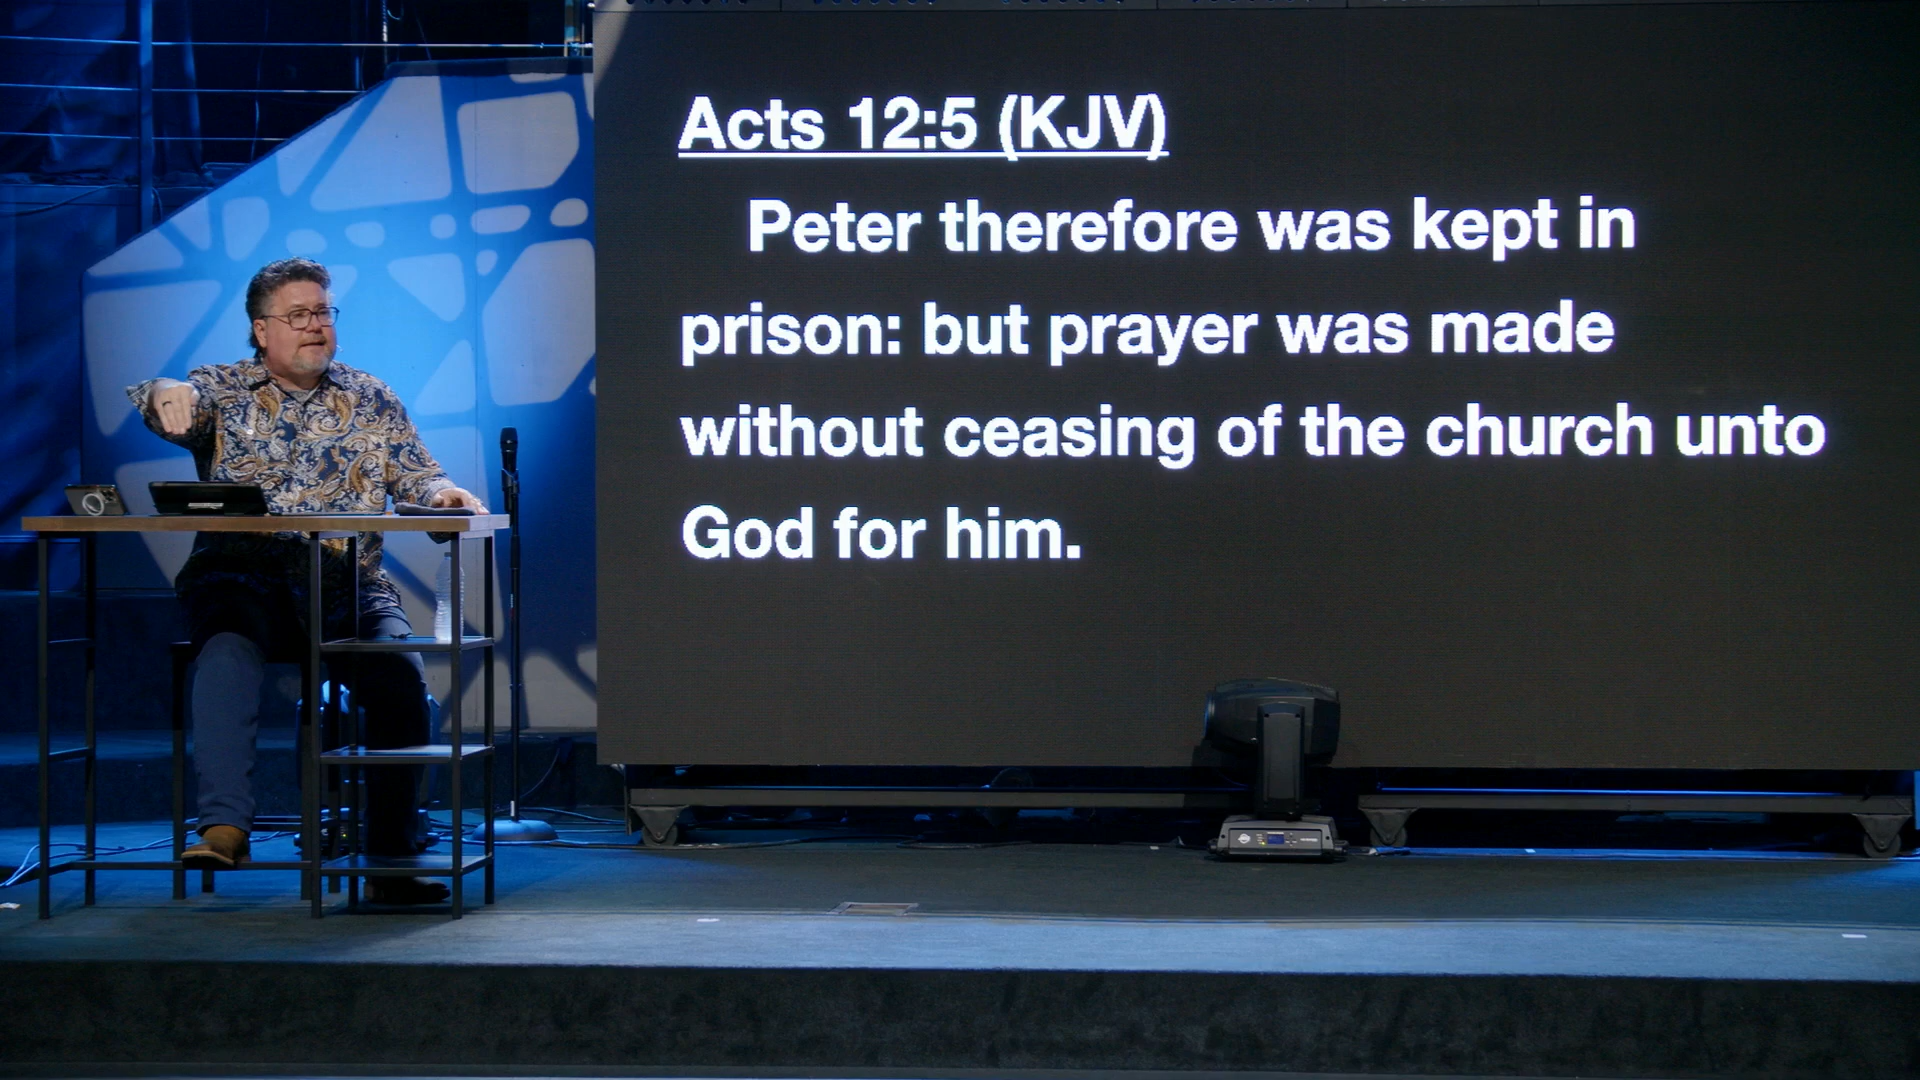 Acts 12:5 (KJV)
Peter therefore was kept in
prison: but prayer was made
without ceasing of the church unto
God for him.